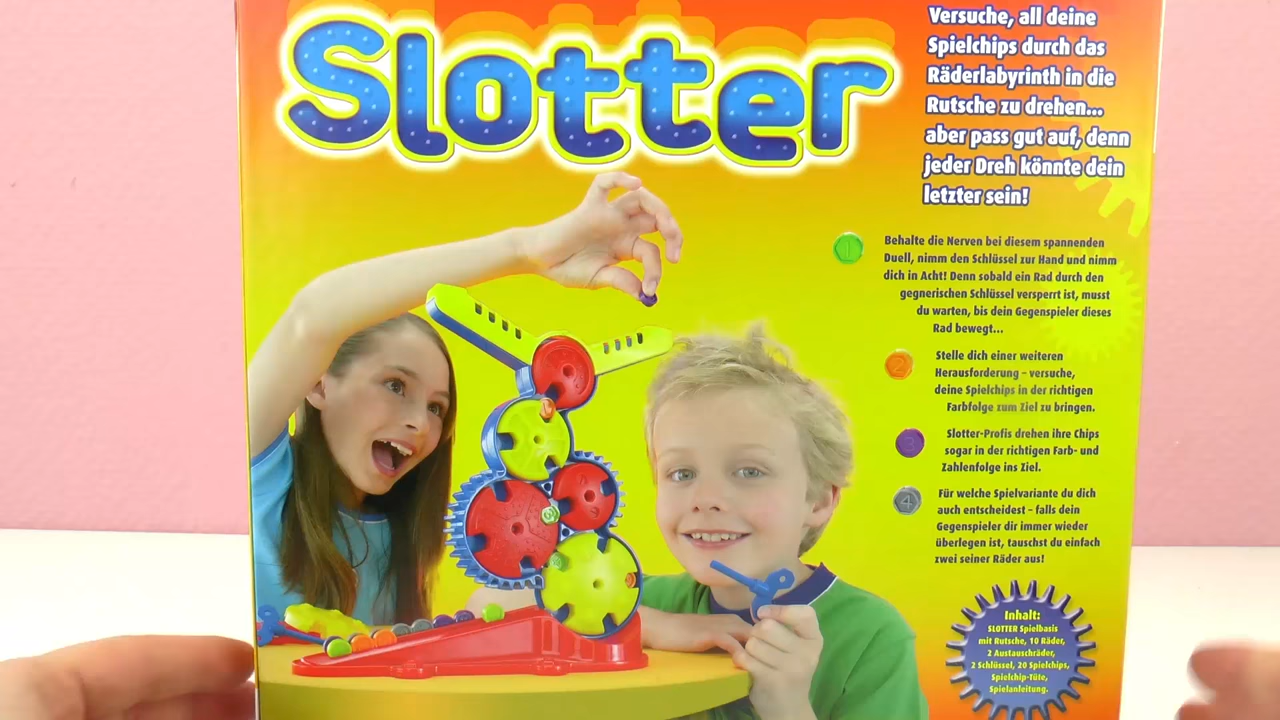 Slotter
Versuche, all deine
Spielchips durch das
Räderlabyrinth in die
Rutsche zu drehen...
aber pass gut auf, denn
jeder Dreh könnte dein
letzter sein!
1
Behalte die Nerven bei diesem spannenden
Duell, nimm den Schlüssel zur Hand und nimm
dich in Acht! Denn sobald ein Rad durch den
gegnerischen Schlüssel versperrt ist, musst
du warten, bis dein Gegenspieler dieses
Rad bewegt...
2
Stelle dich einer weiteren
Herausforderung – versuche,
deine Spielchips in der richtigen
Farbfolge zum Ziel zu bringen.
3
Slotter-Profis drehen ihre Chips
sogar in der richtigen Farb- und
Zahlenfolge ins Ziel.
4
Für welche Spielvariante du dich
auch entscheidest – falls dein
Gegenspieler dir immer wieder
überlegen ist, tauschst du einfach
zwei seiner Räder aus!
Inhalt:
SLOTTER Spielbasis
mit Rutsche, 10 Räder,
2 Austauschräder,
2 Schlüssel, 20 Spielchips,
Spielchip-Tüte,
Spielanleitung.